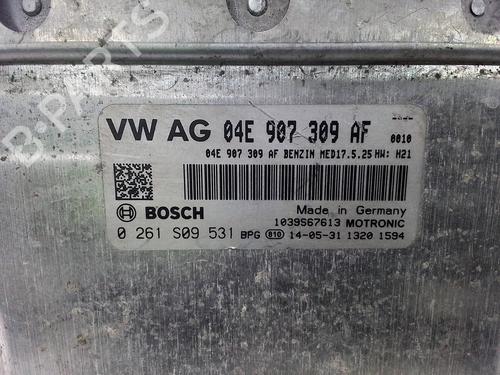 B-PARTS
VW AG 04E 907 309 AF 0010
04E 907 309 AF BENZIN MED17.5.25 HW: H21
BOSCH
Made in Germany
1039S67613 MOTRONIC
0 261 S09 531 BPG 810 14-05-31 1320 1594